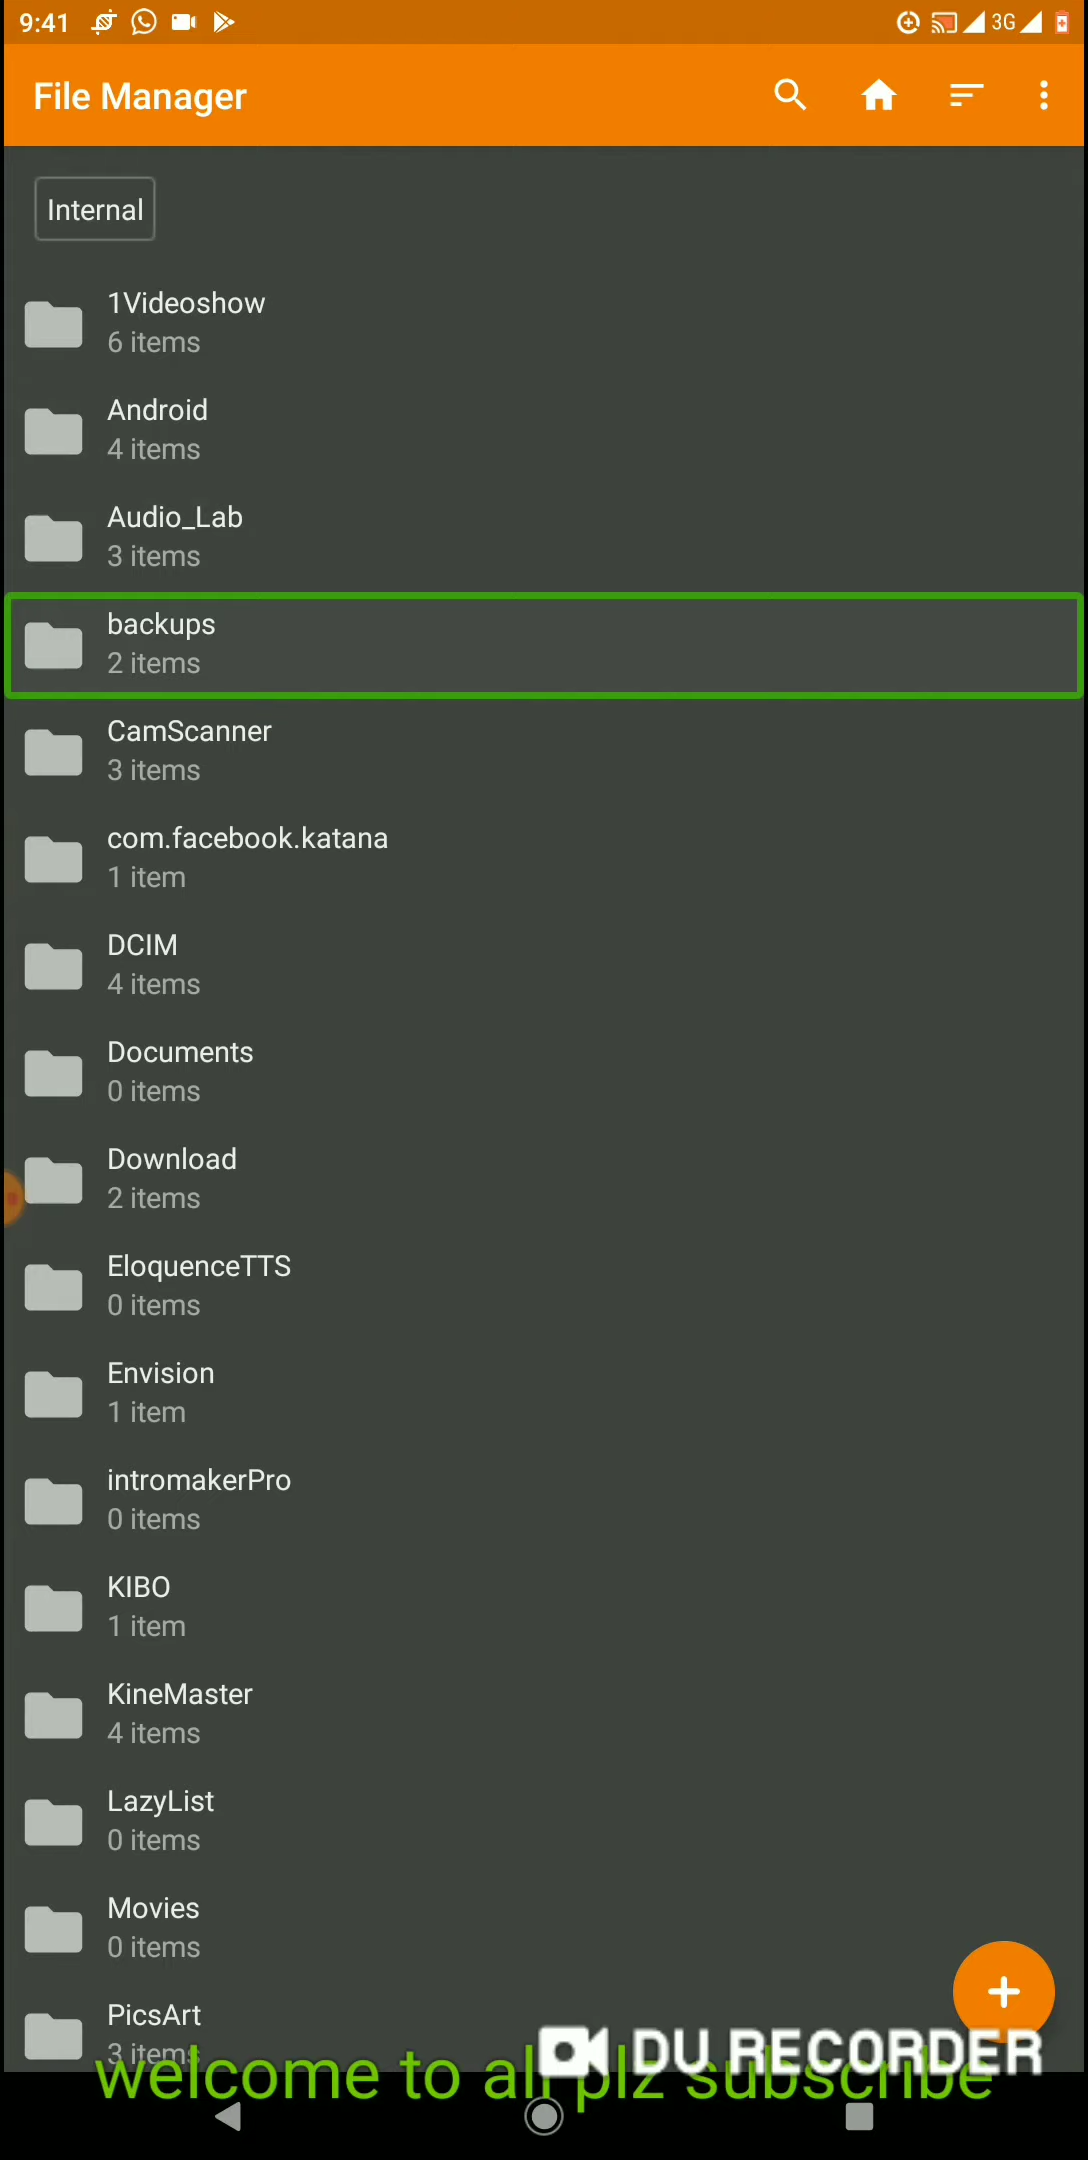 9:41 3G
File Manager
Internal
1Videoshow
6 items
Android
4 items
Audio_Lab
3 items
backups
2 items
CamScanner
3 items
com.facebook.katana
1 item
DCIM
4 items
Documents
0 items
Download
2 items
EloquenceTTS
0 items
Envision
1 item
intromakerPro
0 items
KIBO
1 item
KineMaster
4 items
LazyList
0 items
Movies
0 items
PicsArt
3 items
DU RECORDER
welcome to all plz subscribe